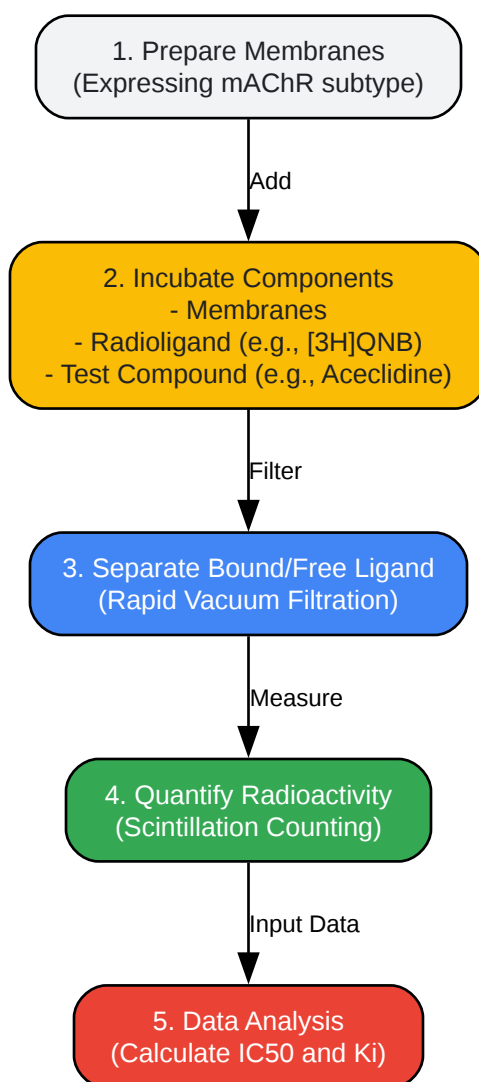 1. Prepare Membranes
(Expressing mAChR subtype)
Add
2. Incubate Components
- Membranes
- Radioligand (e.g., [3H]QNB)
- Test Compound (e.g., Aceclidine)
Filter
3. Separate Bound/Free Ligand
(Rapid Vacuum Filtration)
Measure
4. Quantify Radioactivity
(Scintillation Counting)
Input Data
5. Data Analysis
(Calculate IC50 and Ki)